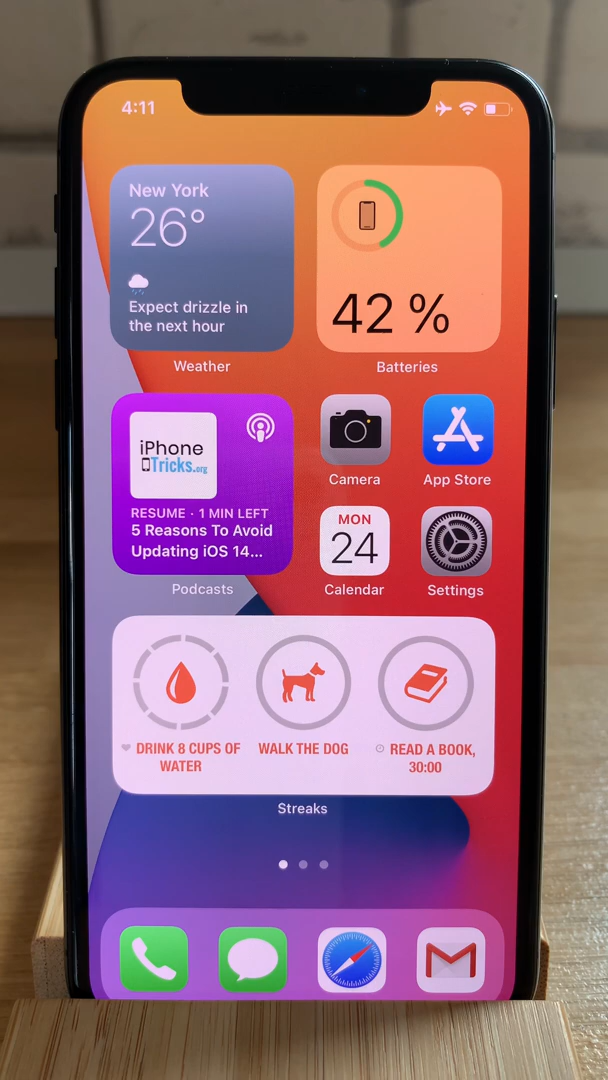 4:11
New York
26°
Expect drizzle in
the next hour
Weather
42 %
Batteries
iPhone
Tricks.org
RESUME · 1 MIN LEFT
5 Reasons To Avoid
Updating iOS 14...
Podcasts
Camera
App Store
MON
24
Calendar
Settings
DRINK 8 CUPS OF
WATER
WALK THE DOG
READ A BOOK,
30:00
Streaks